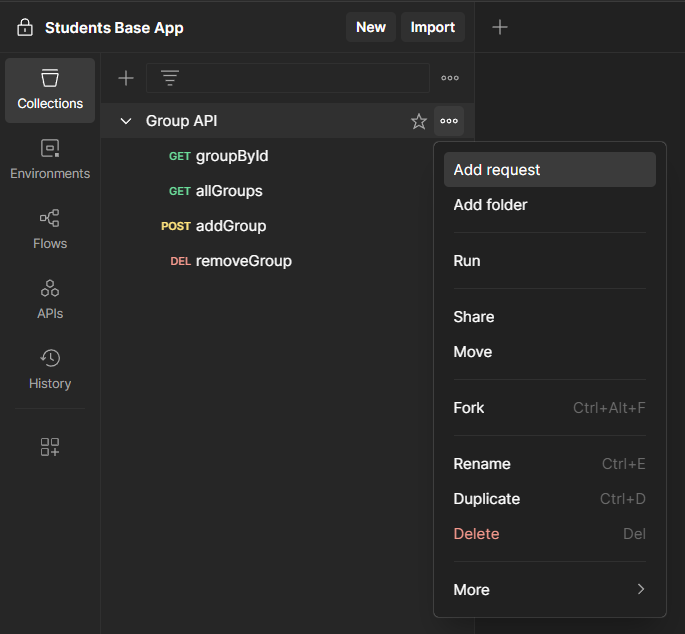 Students Base App
New
Import
Collections
Environments
Flows
APIs
History
Group API
GET groupById
GET allGroups
POST addGroup
DEL removeGroup
Add request
Add folder
Run
Share
Move
Fork Ctrl+Alt+F
Rename Ctrl+E
Duplicate Ctrl+D
Delete Del
More